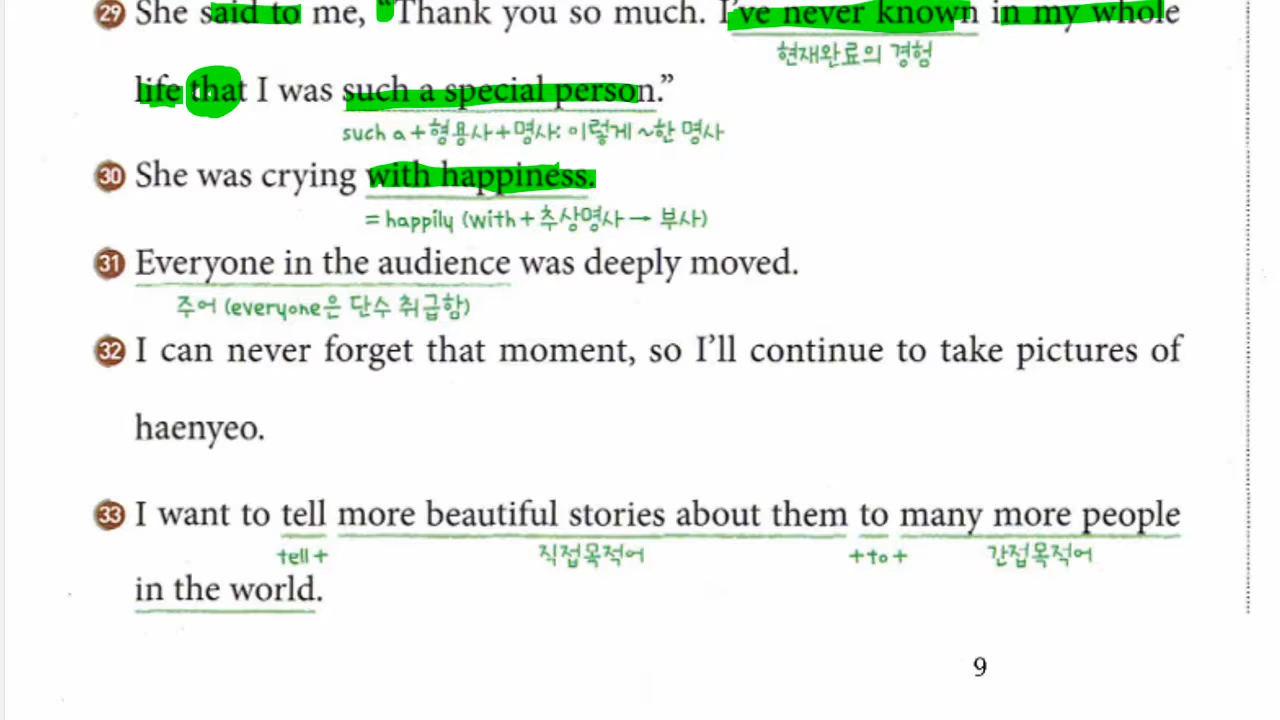 29 She said to me, “Thank you so much. I’ve never known in my whole
현재완료의 경험
life that I was such a special person.”
such a + 형용사 + 명사: 이렇게 ~한 명사
30 She was crying with happiness.
= happily (with + 추상명사 → 부사)
31 Everyone in the audience was deeply moved.
주어 (everyone은 단수 취급함)
32 I can never forget that moment, so I’ll continue to take pictures of
haenyeo.
33 I want to tell more beautiful stories about them to many more people
tell + 직접목적어 + to + 간접목적어
in the world.
9